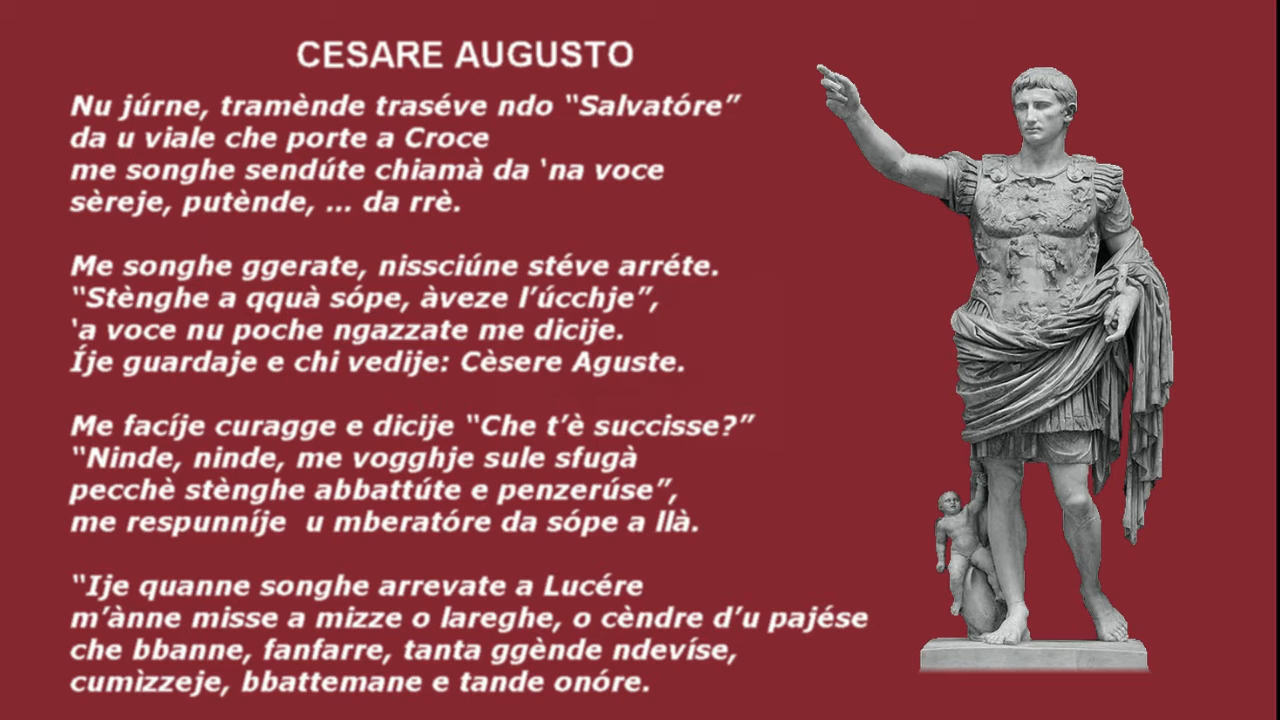 CESARE AUGUSTO
Nu júrne, tramènde traséve ndo “Salvatóre”
da u viale che porte a Croce
me songhe sendúte chiamà da ‘na voce
sèreje, putènde, ... da rrè.
Me songhe ggerate, nissciúne stéve arréte.
“Stènghe a qquà sópe, àveze l’úcchje”,
‘a voce nu poche ngazzate me dicije.
Íje guardaje e chi vedije: Cèsere Aguste.
Me facíje curagge e dicije “Che t’è successe?”
“Ninde, ninde, me vogghje sule sfugà
pecchè stènghe abbattúte e penzerúse”,
me respunníje  u mberatóre da sópe a llà.
“Ije quanne songhe arrevate a Lucére
m’ànne misse a mizze o lareghe, o cèndre d’u pajése
che bbanne, fanfarre, tanta ggènde ndevíse,
cumìzzeje, bbattemane e tande onóre.